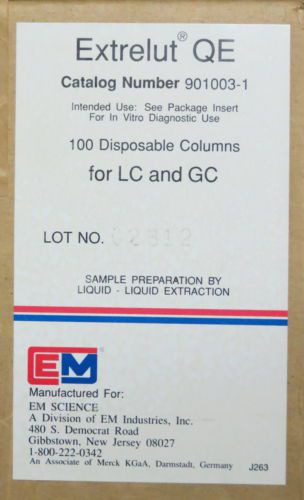 Extrelut® QE
Catalog Number 901003-1
Intended Use: See Package Insert
For In Vitro Diagnostic Use
100 Disposable Columns
for LC and GC
LOT NO. 02812
SAMPLE PREPARATION BY
LIQUID - LIQUID EXTRACTION
EM
Manufactured For:
EM SCIENCE
A Division of EM Industries, Inc.
480 S. Democrat Road
Gibbstown, New Jersey 08027
1-800-222-0342
An Associate of Merck KGaA, Darmstadt, Germany J263